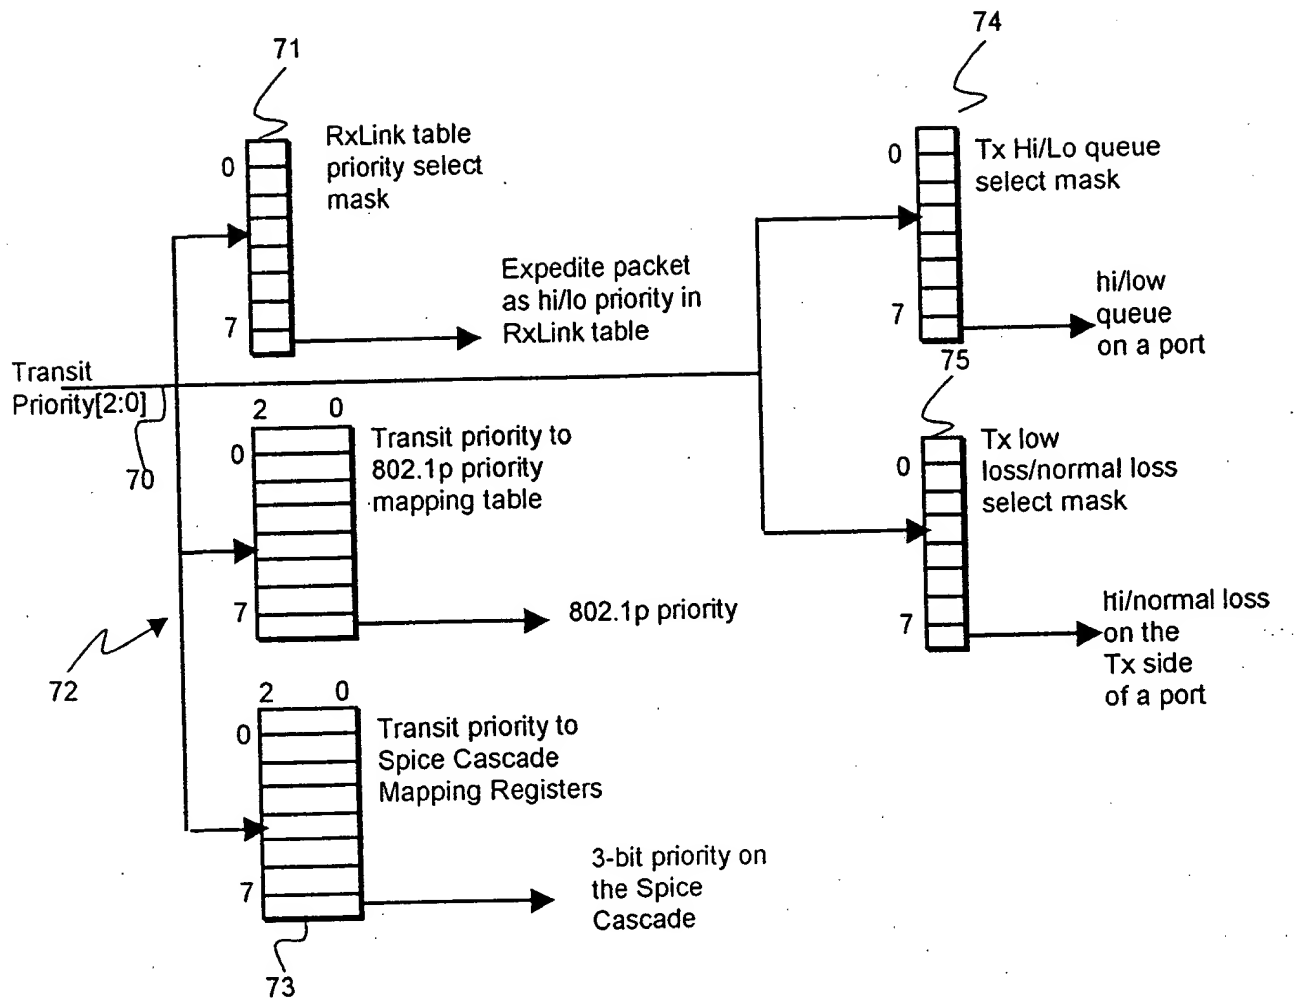 71
RxLink table
priority select
mask
0
7
Expedite packet
as hi/lo priority in
RxLink table
Transit
Priority[2:0]
70
2 0
0
7
Transit priority to
802.1p priority
mapping table
802.1p priority
72
2 0
0
7
Transit priority to
Spice Cascade
Mapping Registers
3-bit priority on
the Spice
Cascade
73
74
0
7
Tx Hi/Lo queue
select mask
hi/low
queue
on a port
75
0
7
Tx low
loss/normal loss
select mask
hi/normal loss
on the
Tx side
of a port